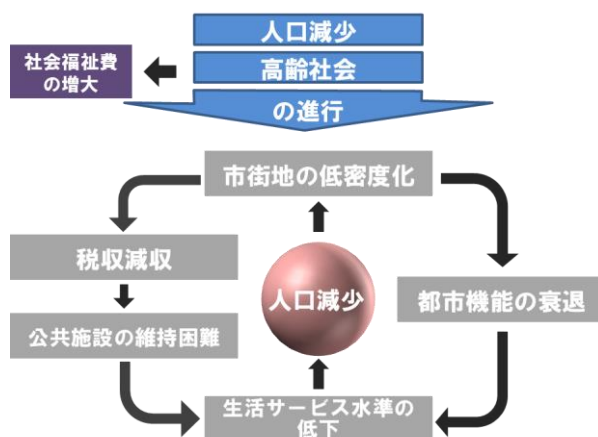 人口減少
高齢社会
の進行
社会福祉費
の増大
市街地の低密度化
税収減収
人口減少
都市機能の衰退
公共施設の維持困難
生活サービス水準の
低下